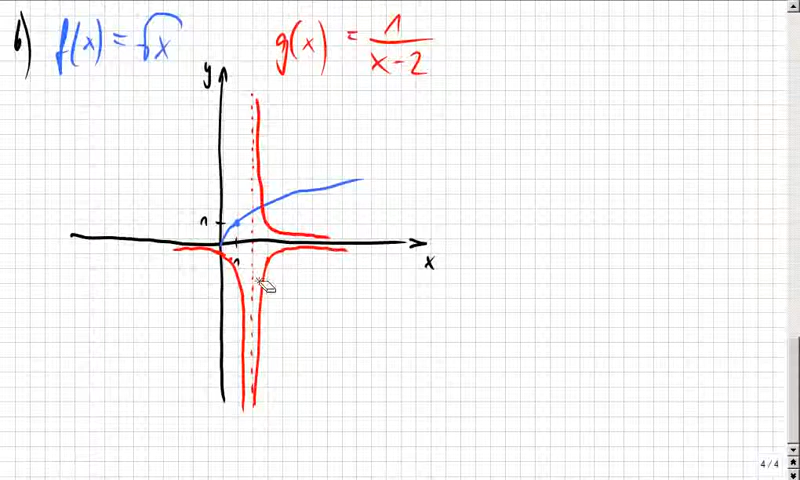 b) f(x) = √x g(x) = 1/(x-2)
y
1
1
x
4/4